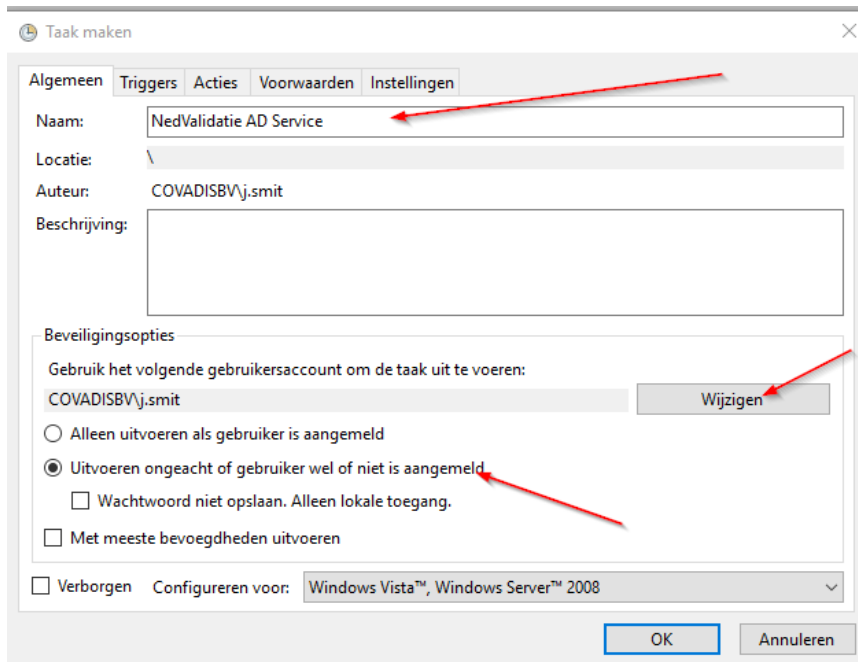 Taak maken
Algemeen Triggers Acties Voorwaarden Instellingen
Naam: NedValidatie AD Service
Locatie: \
Auteur: COVADISBV\j.smit
Beschrijving:
Beveiligingsopties
Gebruik het volgende gebruikersaccount om de taak uit te voeren:
COVADISBV\j.smit Wijzigen
Alleen uitvoeren als gebruiker is aangemeld
Uitvoeren ongeacht of gebruiker wel of niet is aangemeld
Wachtwoord niet opslaan. Alleen lokale toegang.
Met meeste bevoegdheden uitvoeren
Verborgen Configureren voor: Windows Vista™, Windows Server™ 2008
OK Annuleren